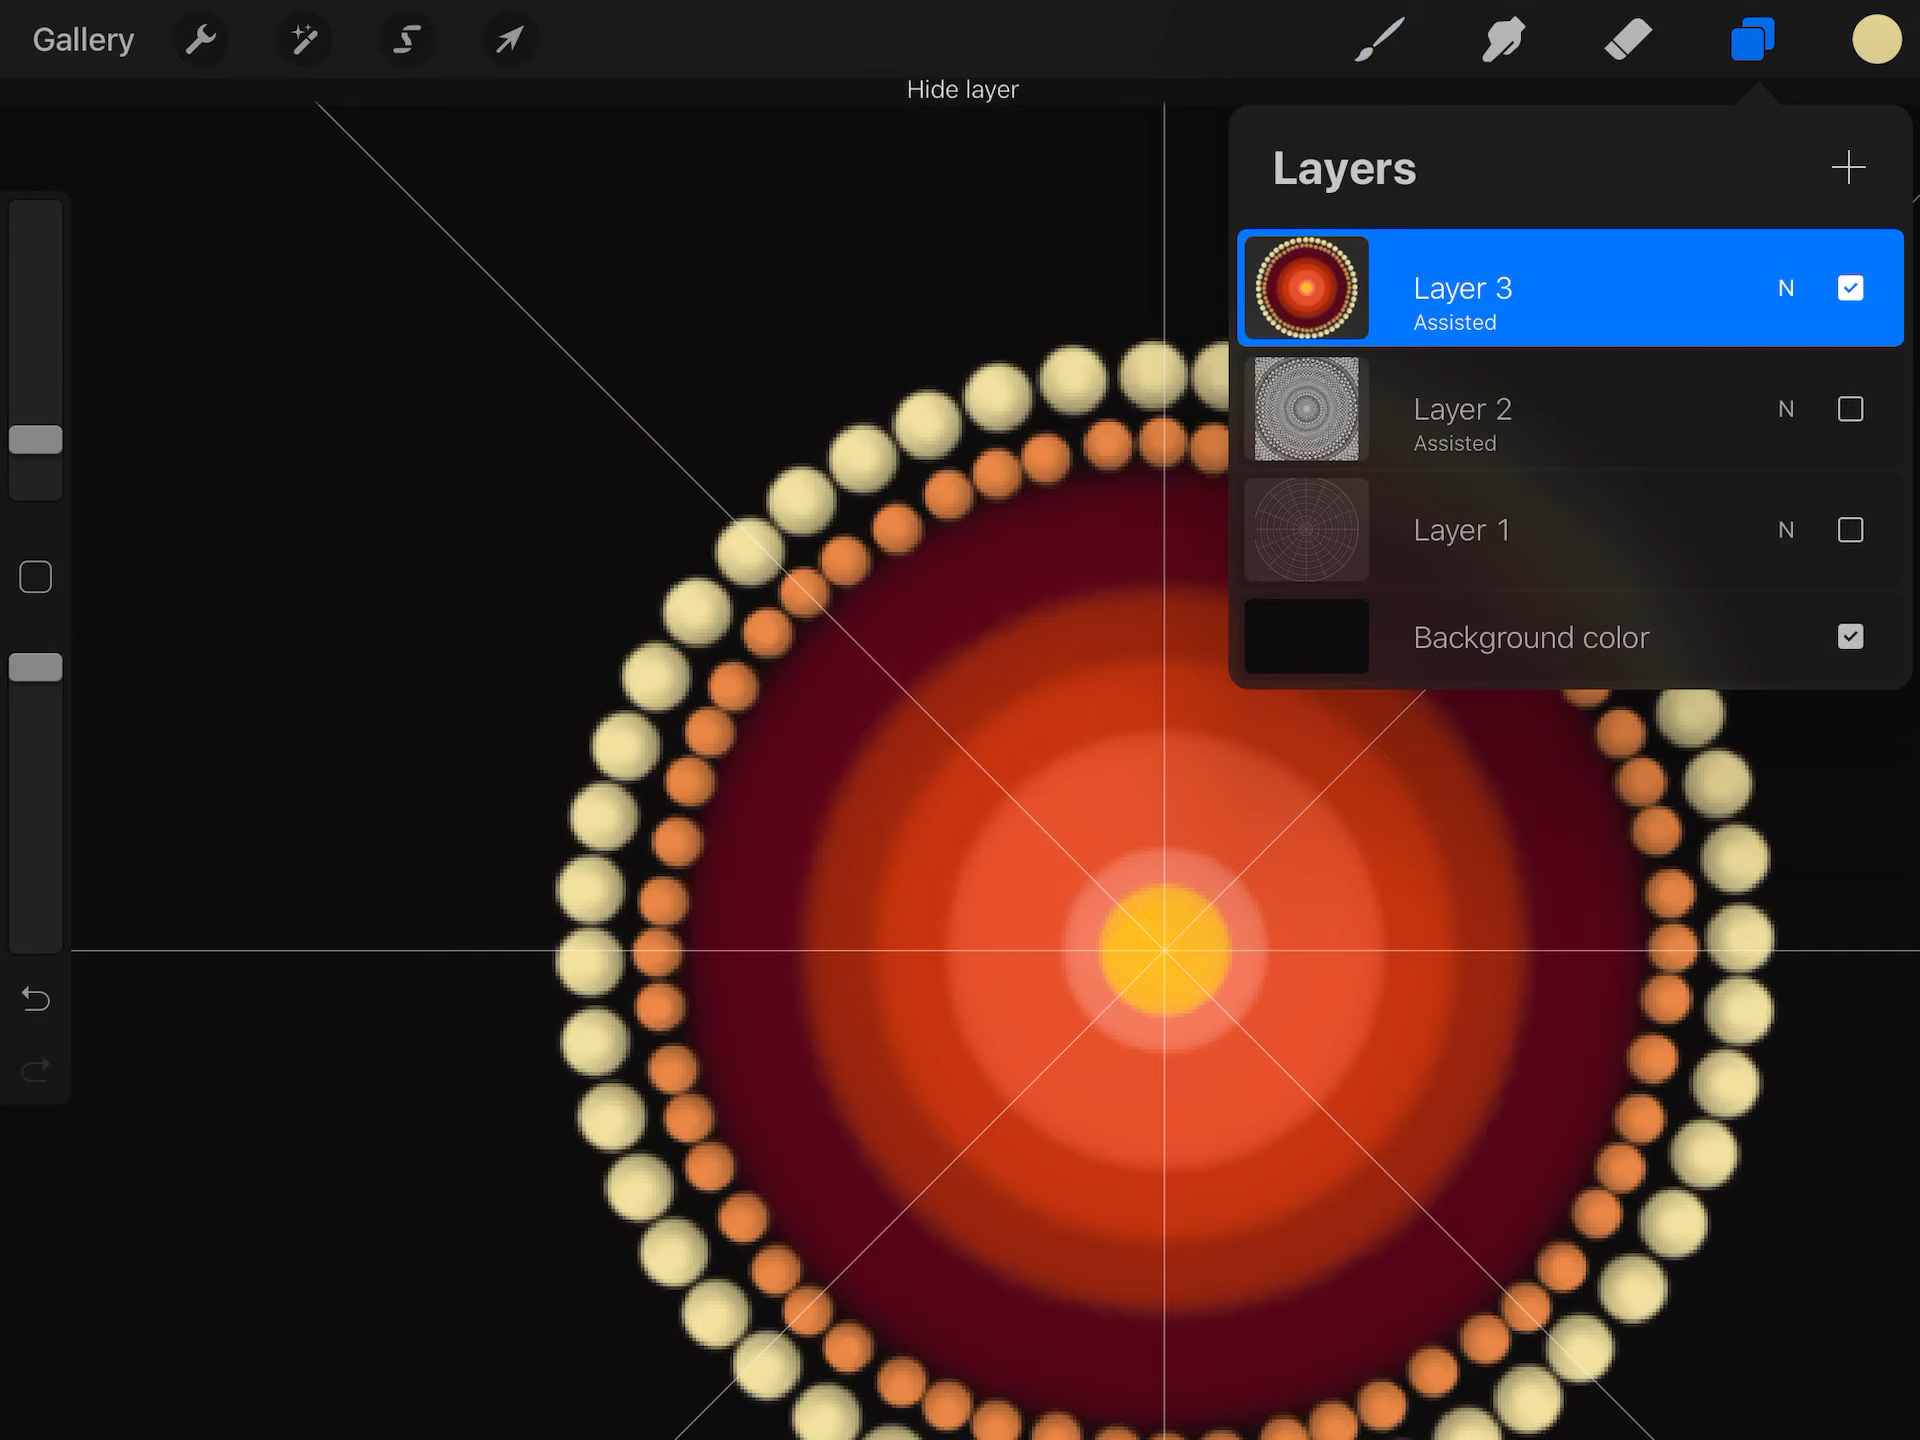 Gallery
Hide layer
Layers
Layer 3 N
Assisted
Layer 2 N
Assisted
Layer 1 N
Background color